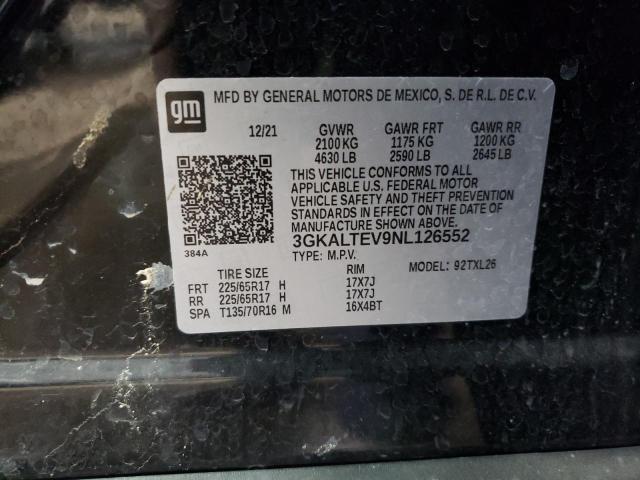 gm
MFD BY GENERAL MOTORS DE MEXICO, S. DE R.L. DE C.V.
12/21 GVWR GAWR FRT GAWR RR
2100 KG 1175 KG 1200 KG
4630 LB 2590 LB 2645 LB
THIS VEHICLE CONFORMS TO ALL
APPLICABLE U.S. FEDERAL MOTOR
VEHICLE SAFETY AND THEFT PREVENTION
STANDARDS IN EFFECT ON THE DATE OF
MANUFACTURE SHOWN ABOVE.
3GKALTEV9NL126552
384A
TYPE: M.P.V.
MODEL: 92TXL26
TIRE SIZE RIM
FRT 225/65R17 H 17X7J
RR 225/65R17 H 17X7J
SPA T135/70R16 M 16X4BT